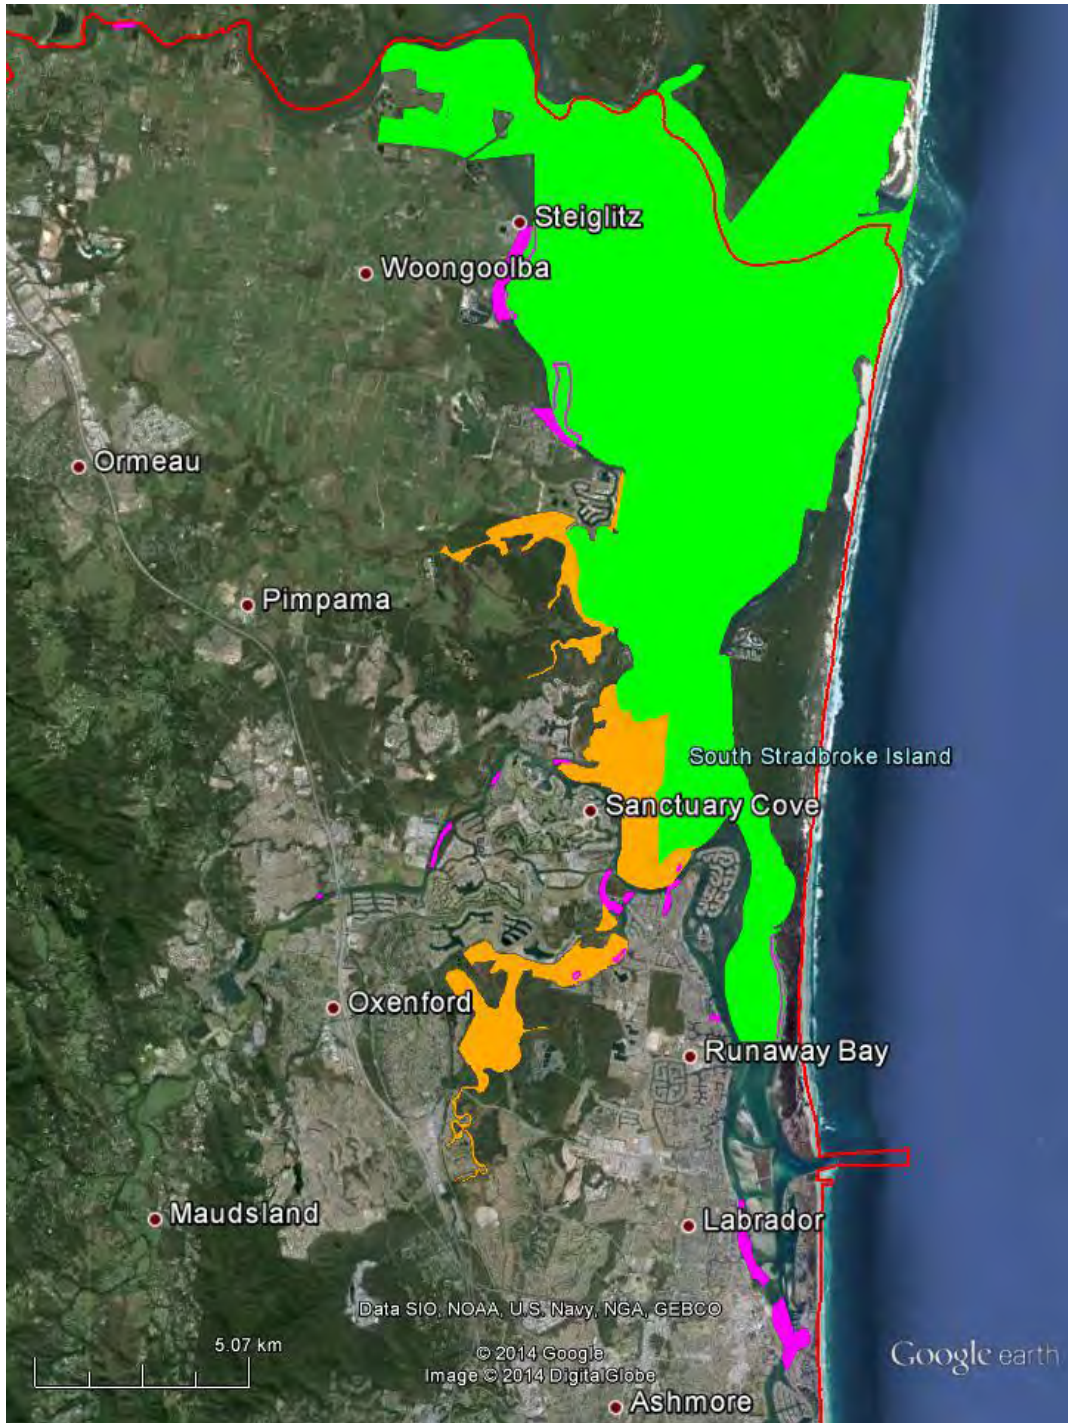 Steiglitz
Woongoolba
Ormeau
Pimpama
South Stradbroke Island
Sanctuary Cove
Oxenford
Runaway Bay
Maudsland
Labrador
Data SIO, NOAA, U.S. Navy, NGA, GEBCO
5.07 km
© 2014 Google
Image © 2014 DigitalGlobe
Google earth
Ashmore